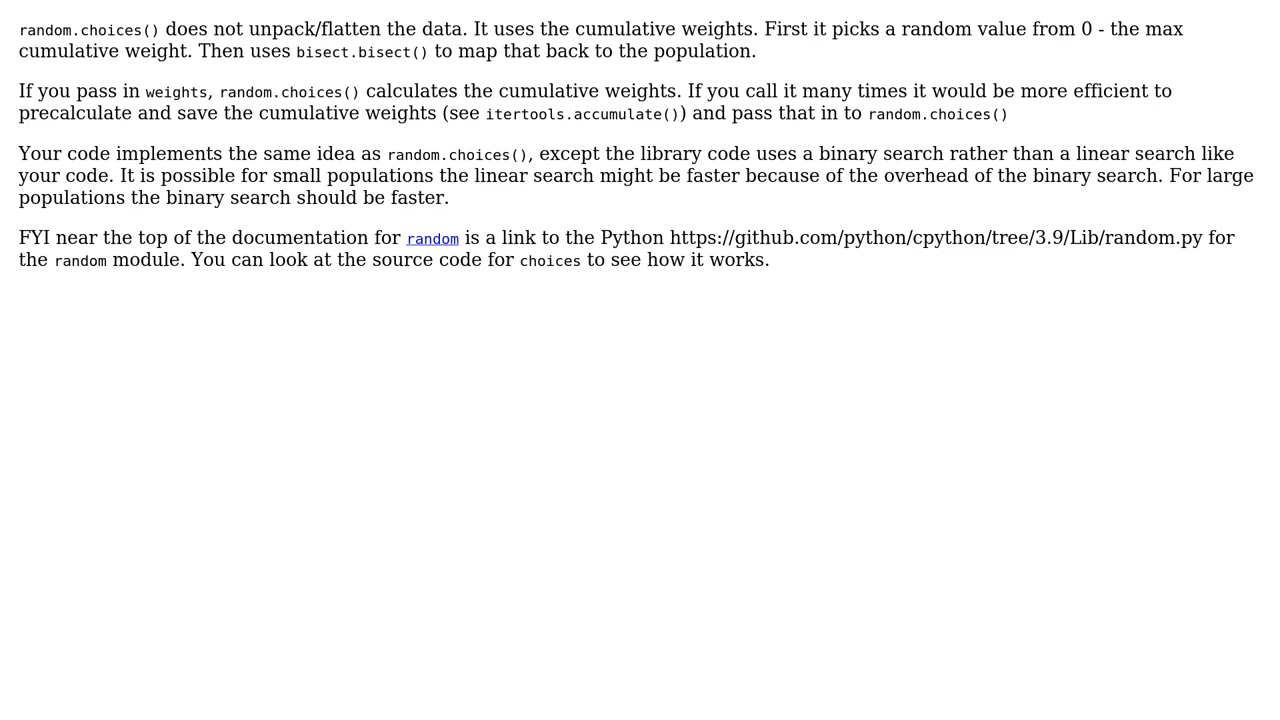 random.choices() does not unpack/flatten the data. It uses the cumulative weights. First it picks a random value from 0 - the max
cumulative weight. Then uses bisect.bisect() to map that back to the population.
If you pass in weights, random.choices() calculates the cumulative weights. If you call it many times it would be more efficient to
precalculate and save the cumulative weights (see itertools.accumulate()) and pass that in to random.choices()
Your code implements the same idea as random.choices(), except the library code uses a binary search rather than a linear search like
your code. It is possible for small populations the linear search might be faster because of the overhead of the binary search. For large
populations the binary search should be faster.
FYI near the top of the documentation for random is a link to the Python https://github.com/python/cpython/tree/3.9/Lib/random.py for
the random module. You can look at the source code for choices to see how it works.